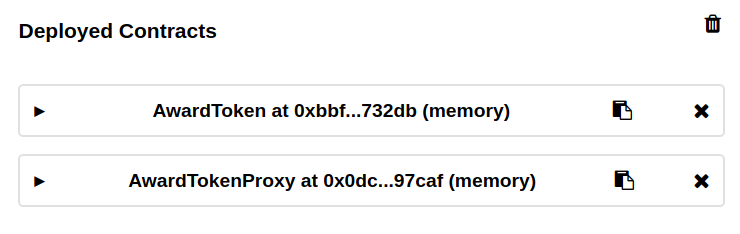 Deployed Contracts
AwardToken at 0xbbf...732db (memory)
AwardTokenProxy at 0x0dc...97caf (memory)